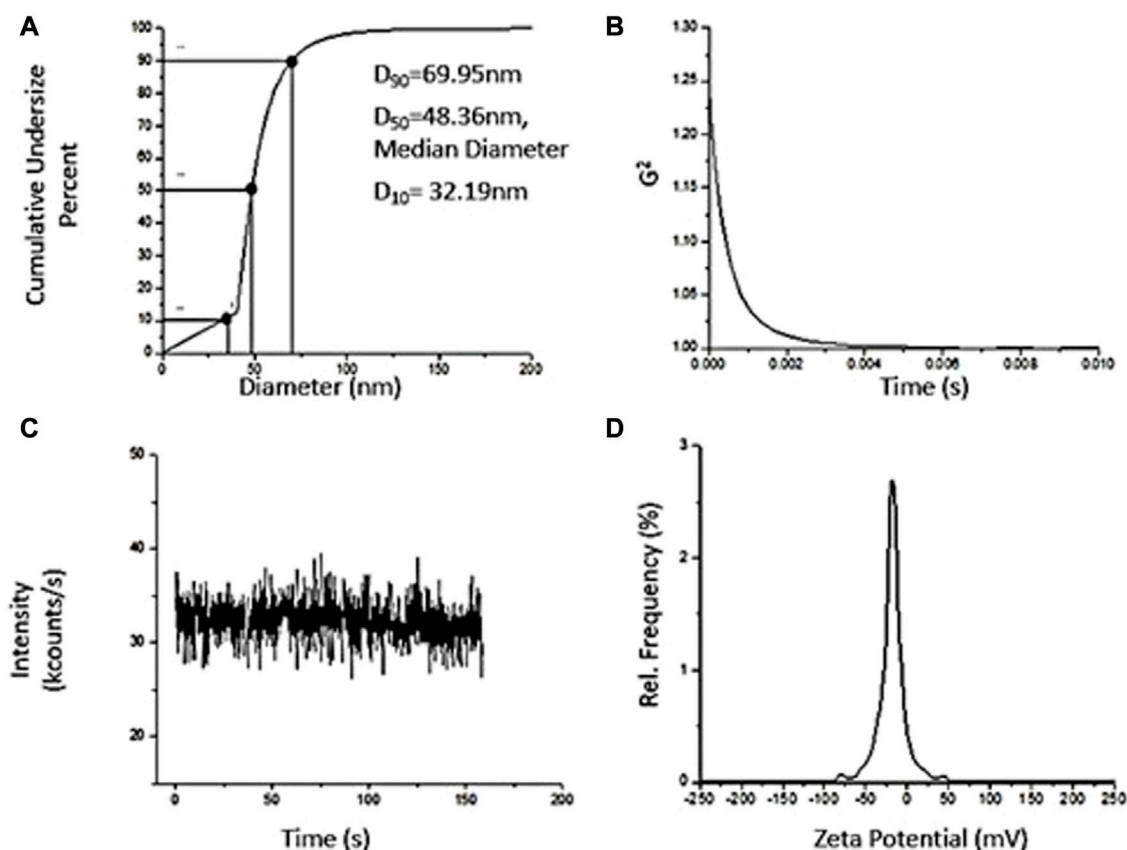 A
Cumulative Undersize
Percent
100
90
80
70
60
50
40
30
20
10
0
D90=69.95nm
D50=48.36nm,
Median Diameter
D10= 32.19nm
0
50
100
150
200
Diameter (nm)
B
G²
1.30
1.25
1.20
1.15
1.10
1.05
1.00
0.000
0.002
0.004
0.006
0.008
0.010
Time (s)
C
Intensity
(kcounts/s)
50
40
30
20
0
50
100
150
200
Time (s)
D
Rel. Frequency (%)
3
2
1
0
-250
-200
-150
-100
-50
0
50
100
150
200
250
Zeta Potential (mV)